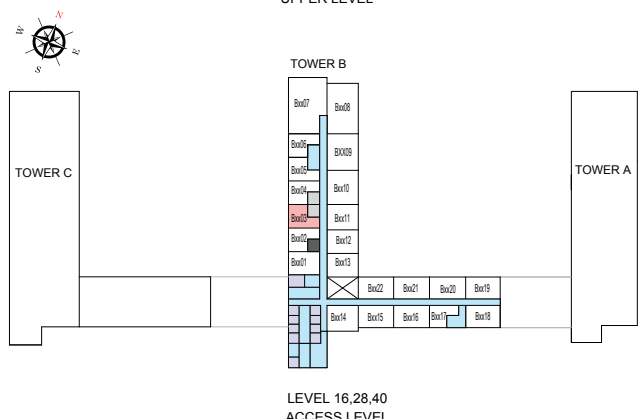 UPPER LEVEL
N
W
E
S
TOWER B
Bxx07
Bxx08
TOWER C
TOWER A
Bxx06
BXX09
Bxx05
Bxx04
Bxx10
Bxx03
Bxx11
Bxx02
Bxx12
Bxx01
Bxx13
Bxx22
Bxx21
Bxx20
Bxx19
Bxx14
Bxx15
Bxx16
Bxx17
Bxx18
LEVEL 16,28,40
ACCESS LEVEL